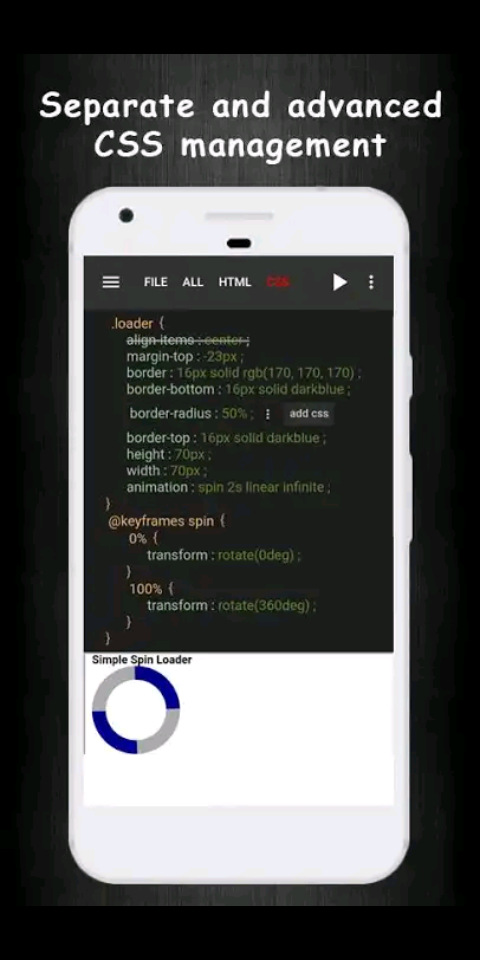 Separate and advanced
CSS management
FILE ALL HTML CSS
.loader {
align-items : center ;
margin-top : -23px ;
border : 16px solid rgb(170, 170, 170) ;
border-bottom : 16px solid darkblue ;
border-radius : 50% ; add css
border-top : 16px solid darkblue ;
height : 70px ;
width : 70px ;
animation : spin 2s linear infinite ;
}
@keyframes spin {
0% {
transform : rotate(0deg) ;
}
100% {
transform : rotate(360deg) ;
}
}
Simple Spin Loader